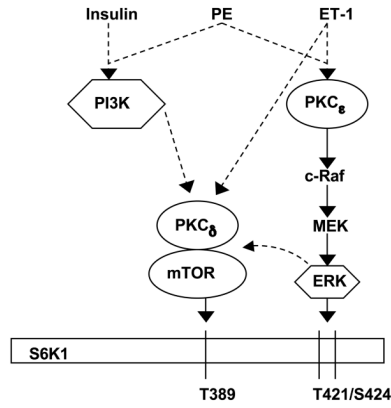 Insulin PE ET-1
PI3K PKCε
c-Raf
PKCδ MEK
mTOR ERK
S6K1
T389 T421/S424